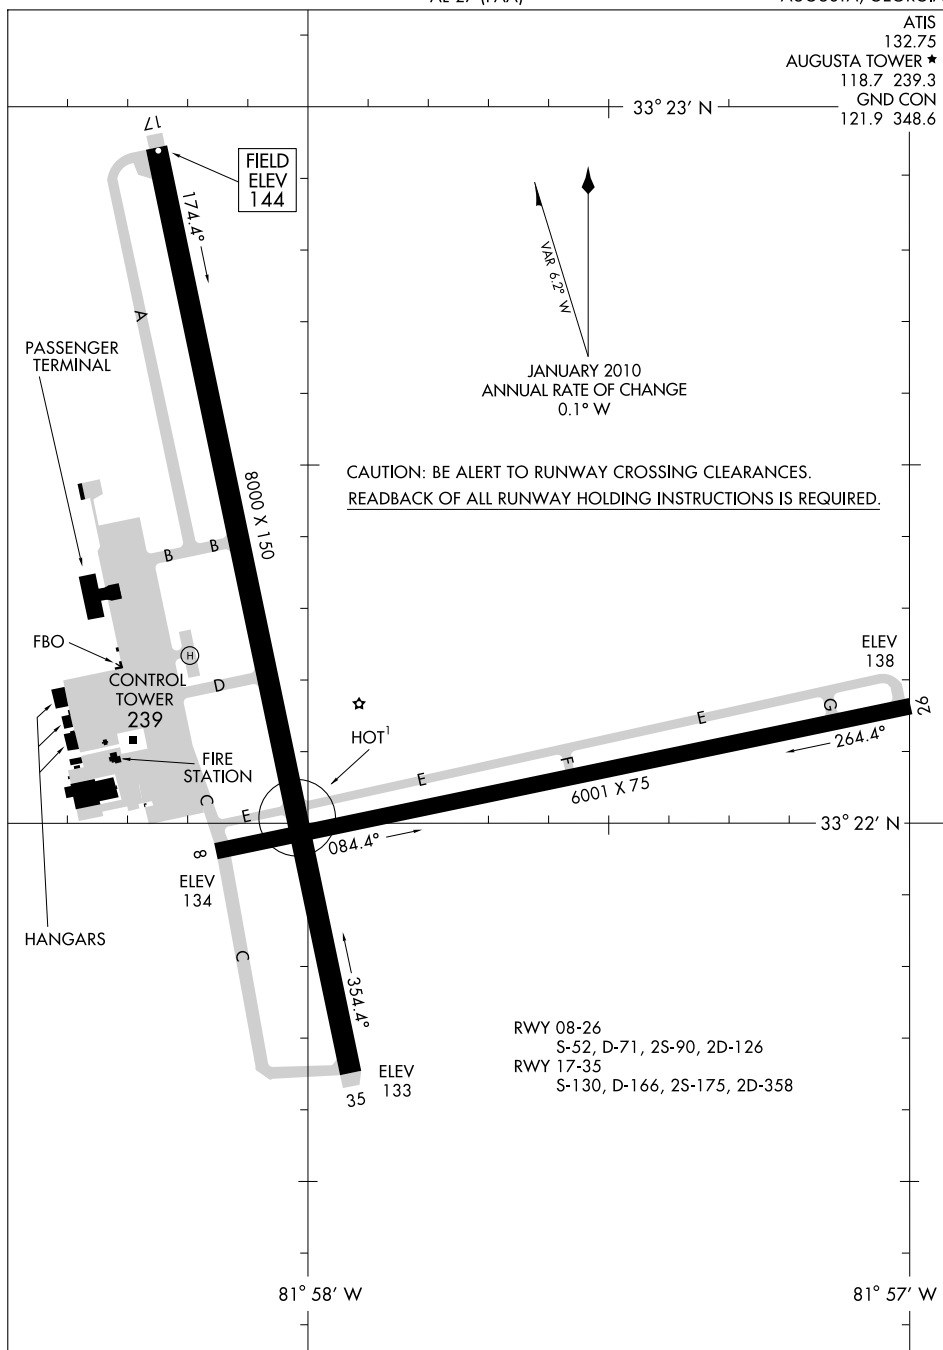 ATIS
132.75
AUGUSTA TOWER ★
118.7 239.3
GND CON
121.9 348.6
33° 23' N
17
FIELD
ELEV
144
174.4°
VAR 6.2° W
A
PASSENGER
TERMINAL
JANUARY 2010
ANNUAL RATE OF CHANGE
0.1° W
CAUTION: BE ALERT TO RUNWAY CROSSING CLEARANCES.
READBACK OF ALL RUNWAY HOLDING INSTRUCTIONS IS REQUIRED.
8000 X 150
B
B
FBO
H
ELEV
138
CONTROL
TOWER
239
D
26
HOT¹
E
G
264.4°
FIRE
STATION
F
E
6001 X 75
C
E
33° 22' N
084.4°
8
ELEV
134
HANGARS
C
354.4°
RWY 08-26
S-52, D-71, 2S-90, 2D-126
RWY 17-35
S-130, D-166, 2S-175, 2D-358
ELEV
133
35
81° 58' W
81° 57' W